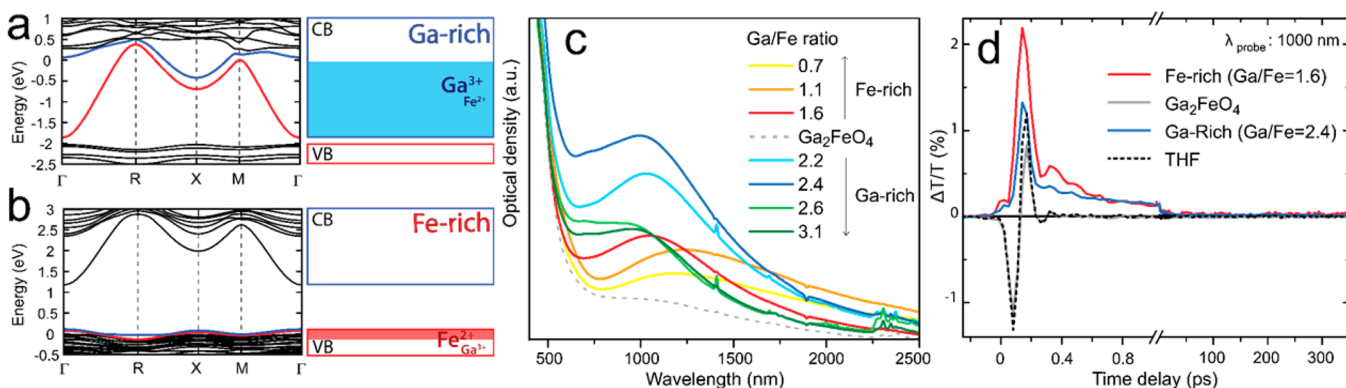 a
Energy (eV)
1
0.5
0
-0.5
-1
-1.5
-2
-2.5
Γ R X M Γ
CB
Ga-rich
Ga3+
Fe2+
VB
b
Energy (eV)
3
2.5
2
1.5
1
0.5
0
-0.5
Γ R X M Γ
CB
Fe-rich
Fe2+
Ga3+
VB
c
Optical density (a.u.)
Ga/Fe ratio
0.7
1.1
1.6
Ga2FeO4
2.2
2.4
2.6
3.1
Fe-rich
Ga-rich
500 1000 1500 2000 2500
Wavelength (nm)
d
ΔT/T (%)
2
1
0
-1
λ probe : 1000 nm
Fe-rich (Ga/Fe=1.6)
Ga2FeO4
Ga-Rich (Ga/Fe=2.4)
THF
0 0.4 0.8 100 200 300
Time delay (ps)